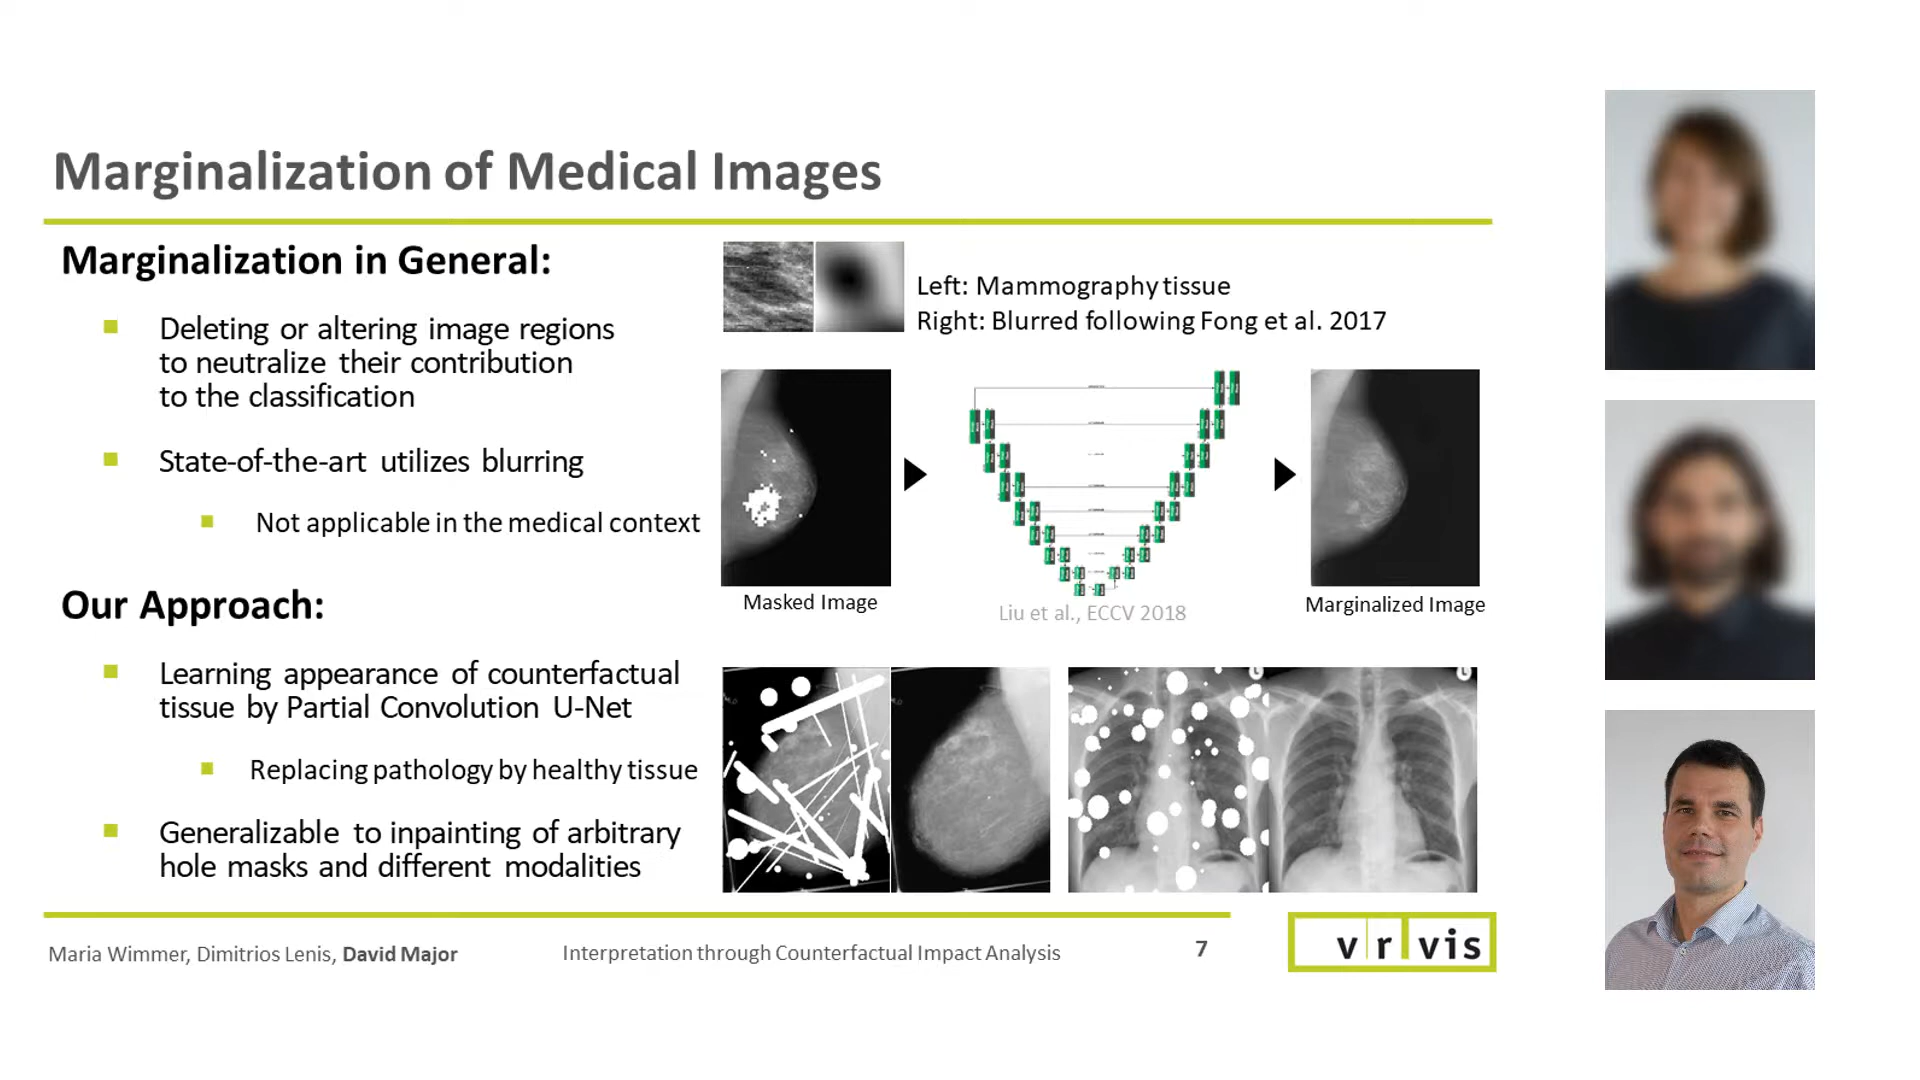 Marginalization of Medical Images
Marginalization in General:
Deleting or altering image regions
to neutralize their contribution
to the classification
State-of-the-art utilizes blurring
Not applicable in the medical context
Our Approach:
Learning appearance of counterfactual
tissue by Partial Convolution U-Net
Replacing pathology by healthy tissue
Generalizable to inpainting of arbitrary
hole masks and different modalities
Left: Mammography tissue
Right: Blurred following Fong et al. 2017
Masked Image
Liu et al., ECCV 2018
Marginalized Image
L
L
Maria Wimmer, Dimitrios Lenis, David Major
Interpretation through Counterfactual Impact Analysis
7
vrvis